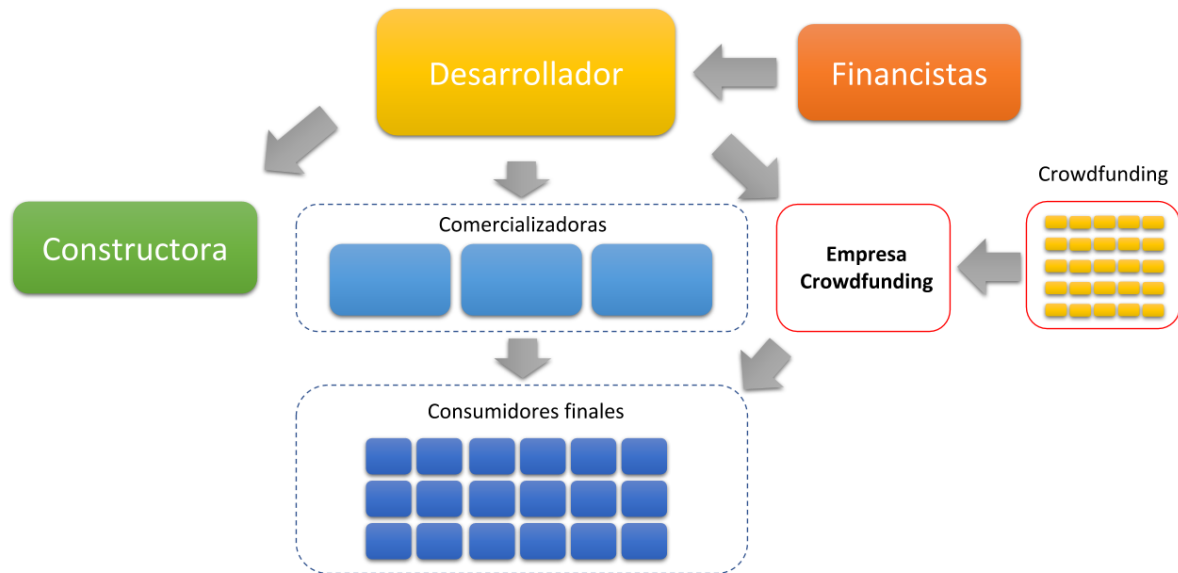 Desarrollador
Financistas
Crowdfunding
Constructora
Comercializadoras
Empresa
Crowdfunding
Consumidores finales